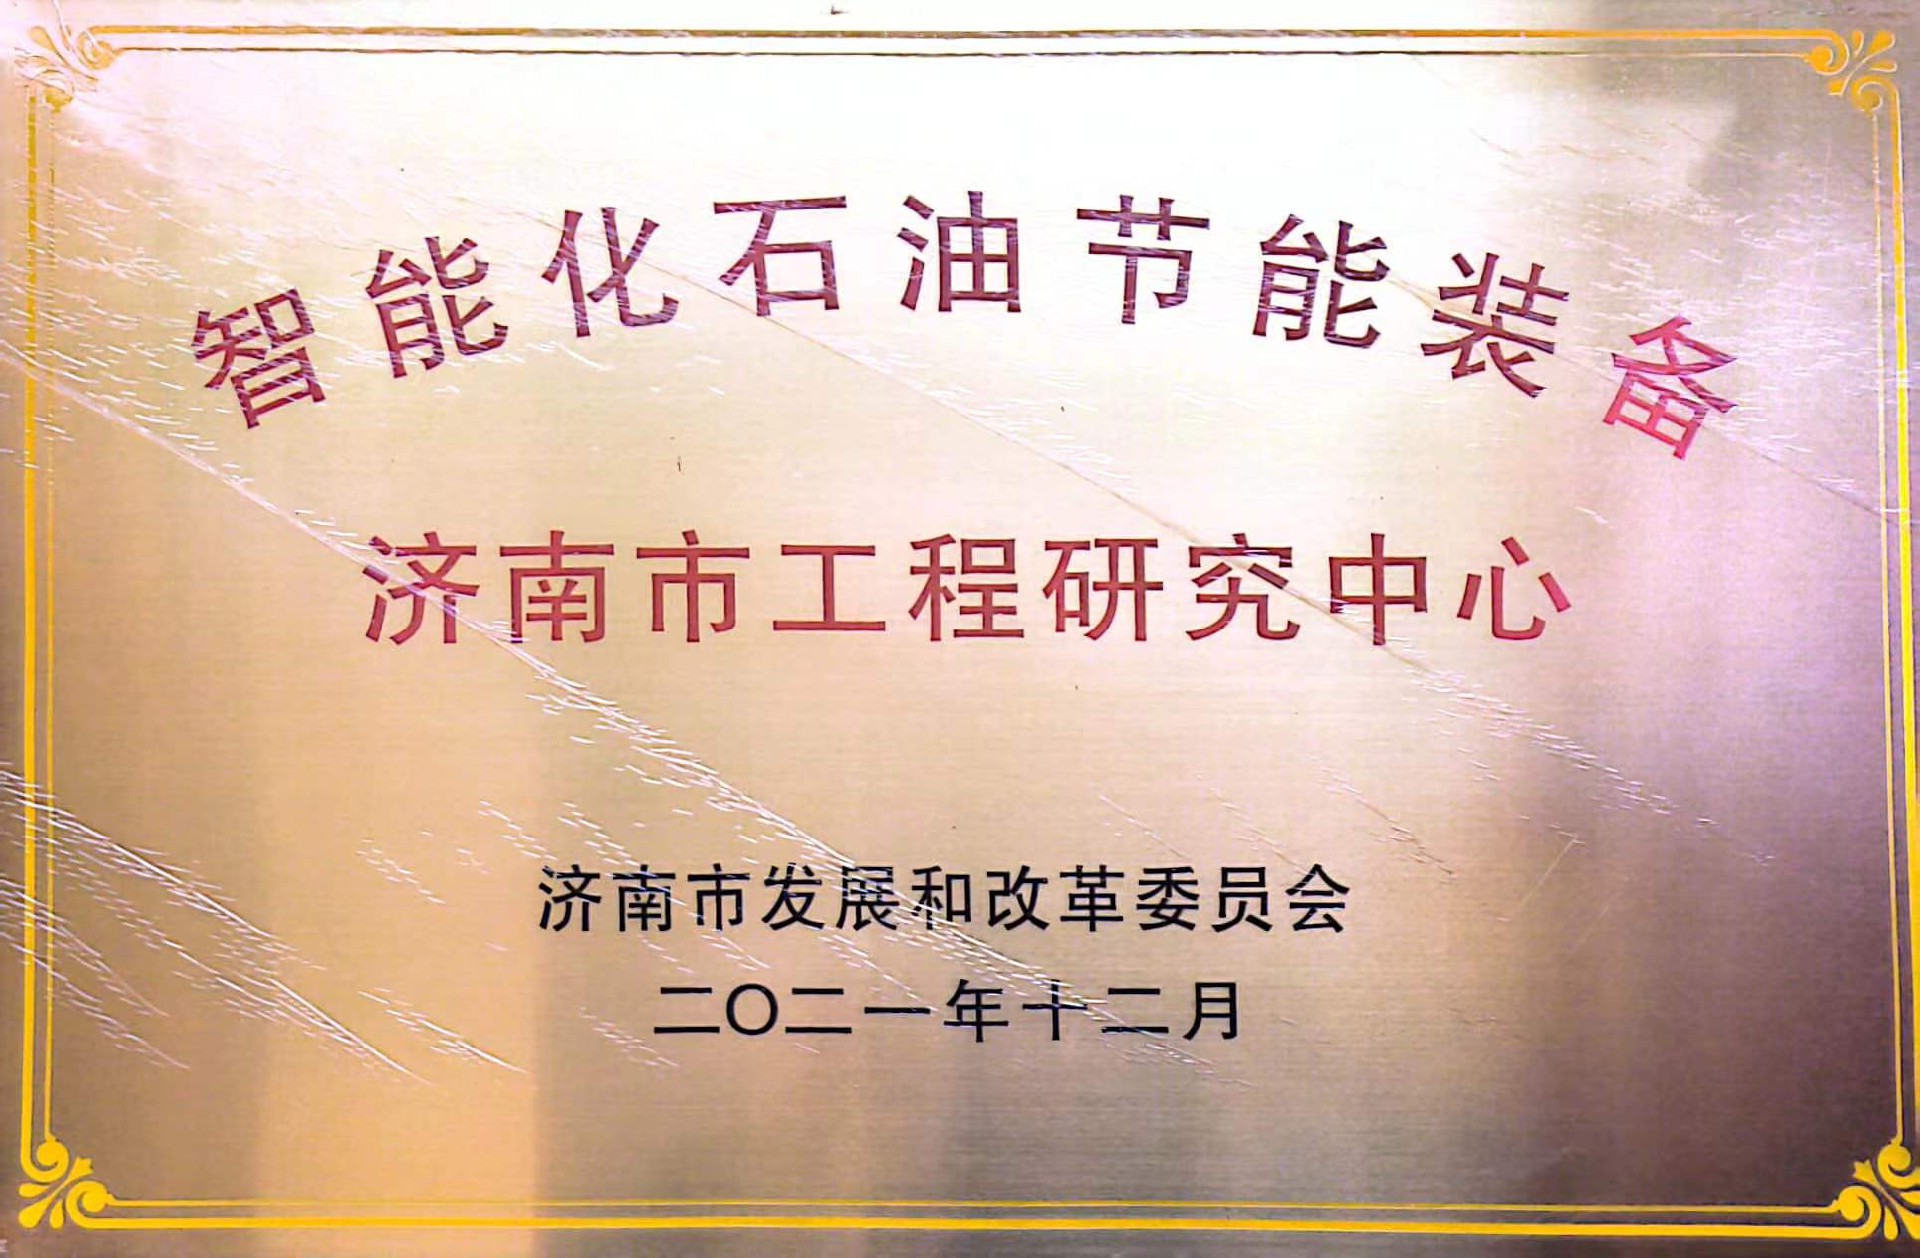 智能化石油节能装备
济南市工程研究中心
济南市发展和改革委员会
二〇二一年十二月